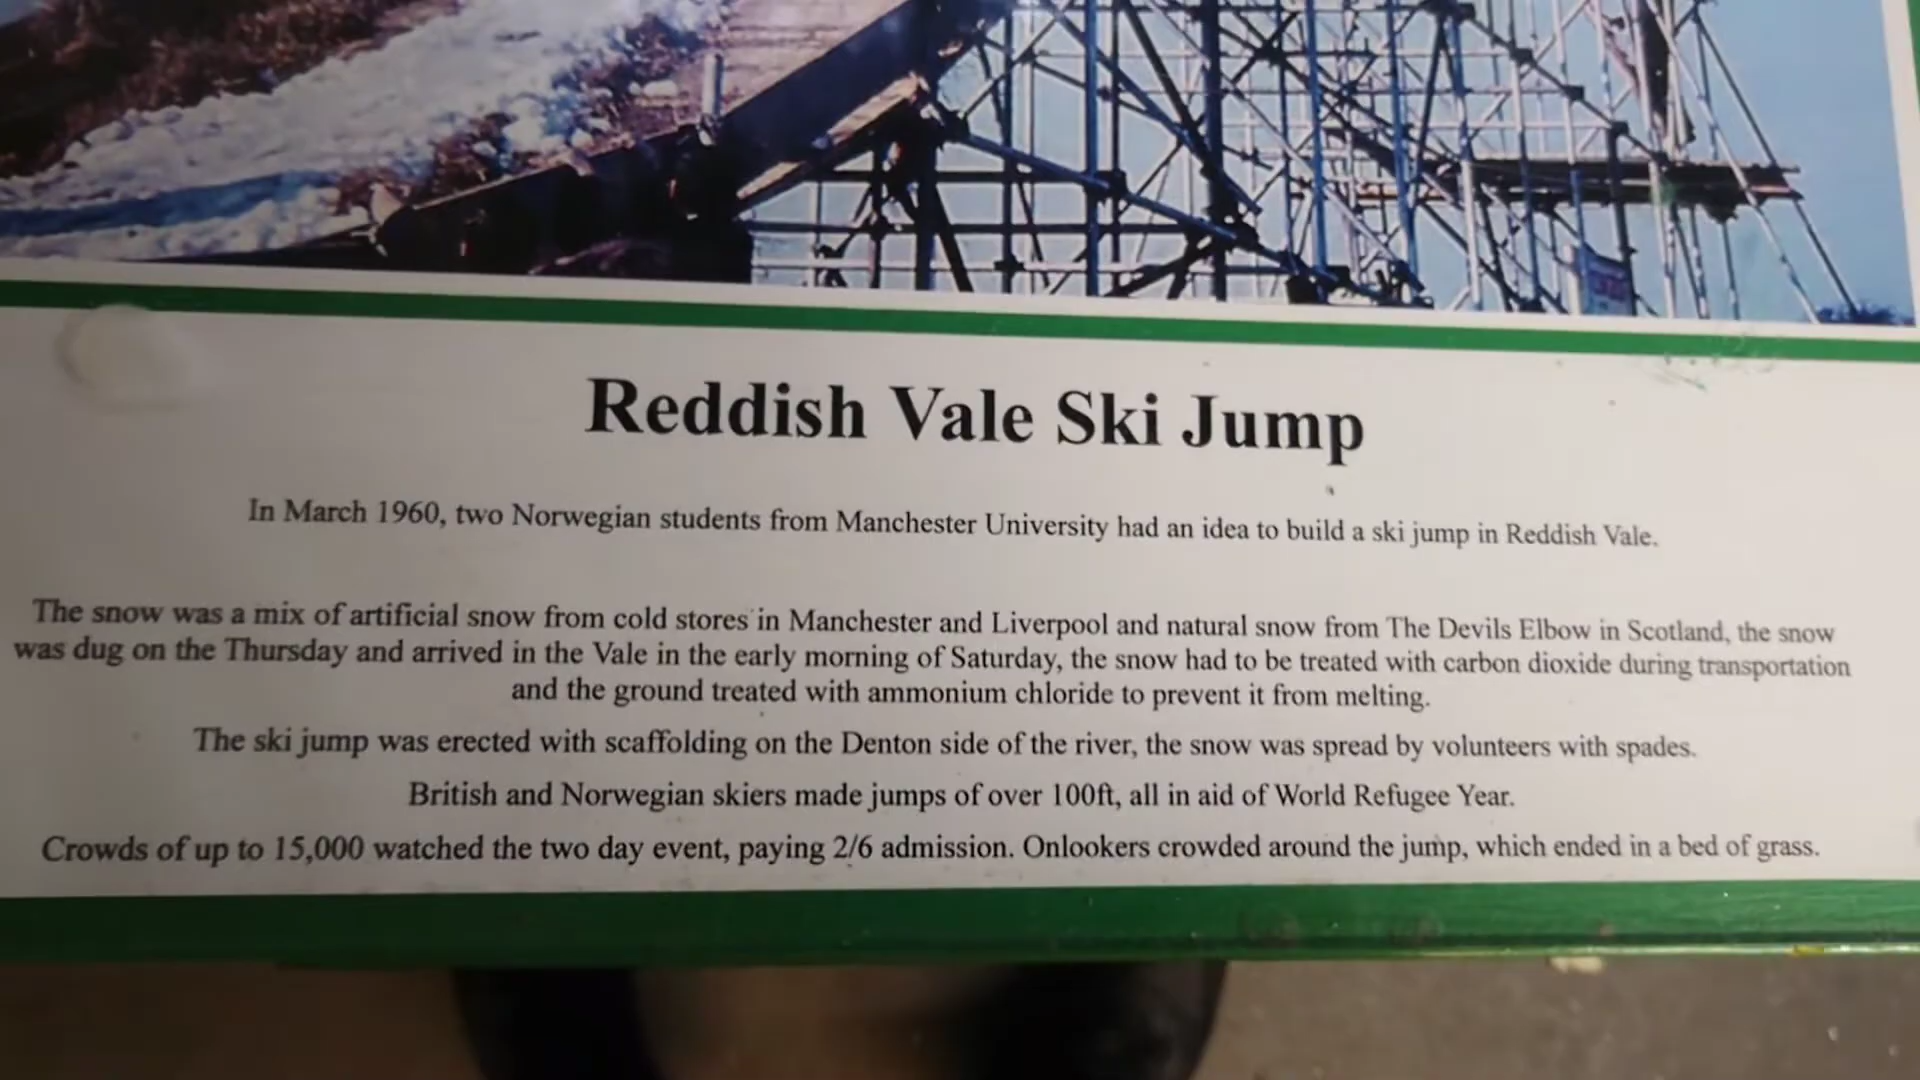 Reddish Vale Ski Jump
In March 1960, two Norwegian students from Manchester University had an idea to build a ski jump in Reddish Vale.
The snow was a mix of artificial snow from cold stores in Manchester and Liverpool and natural snow from The Devils Elbow in Scotland, the snow
was dug on the Thursday and arrived in the Vale in the early morning of Saturday, the snow had to be treated with carbon dioxide during transportation
and the ground treated with ammonium chloride to prevent it from melting.
The ski jump was erected with scaffolding on the Denton side of the river, the snow was spread by volunteers with spades.
British and Norwegian skiers made jumps of over 100ft, all in aid of World Refugee Year.
Crowds of up to 15,000 watched the two day event, paying 2/6 admission. Onlookers crowded around the jump, which ended in a bed of grass.